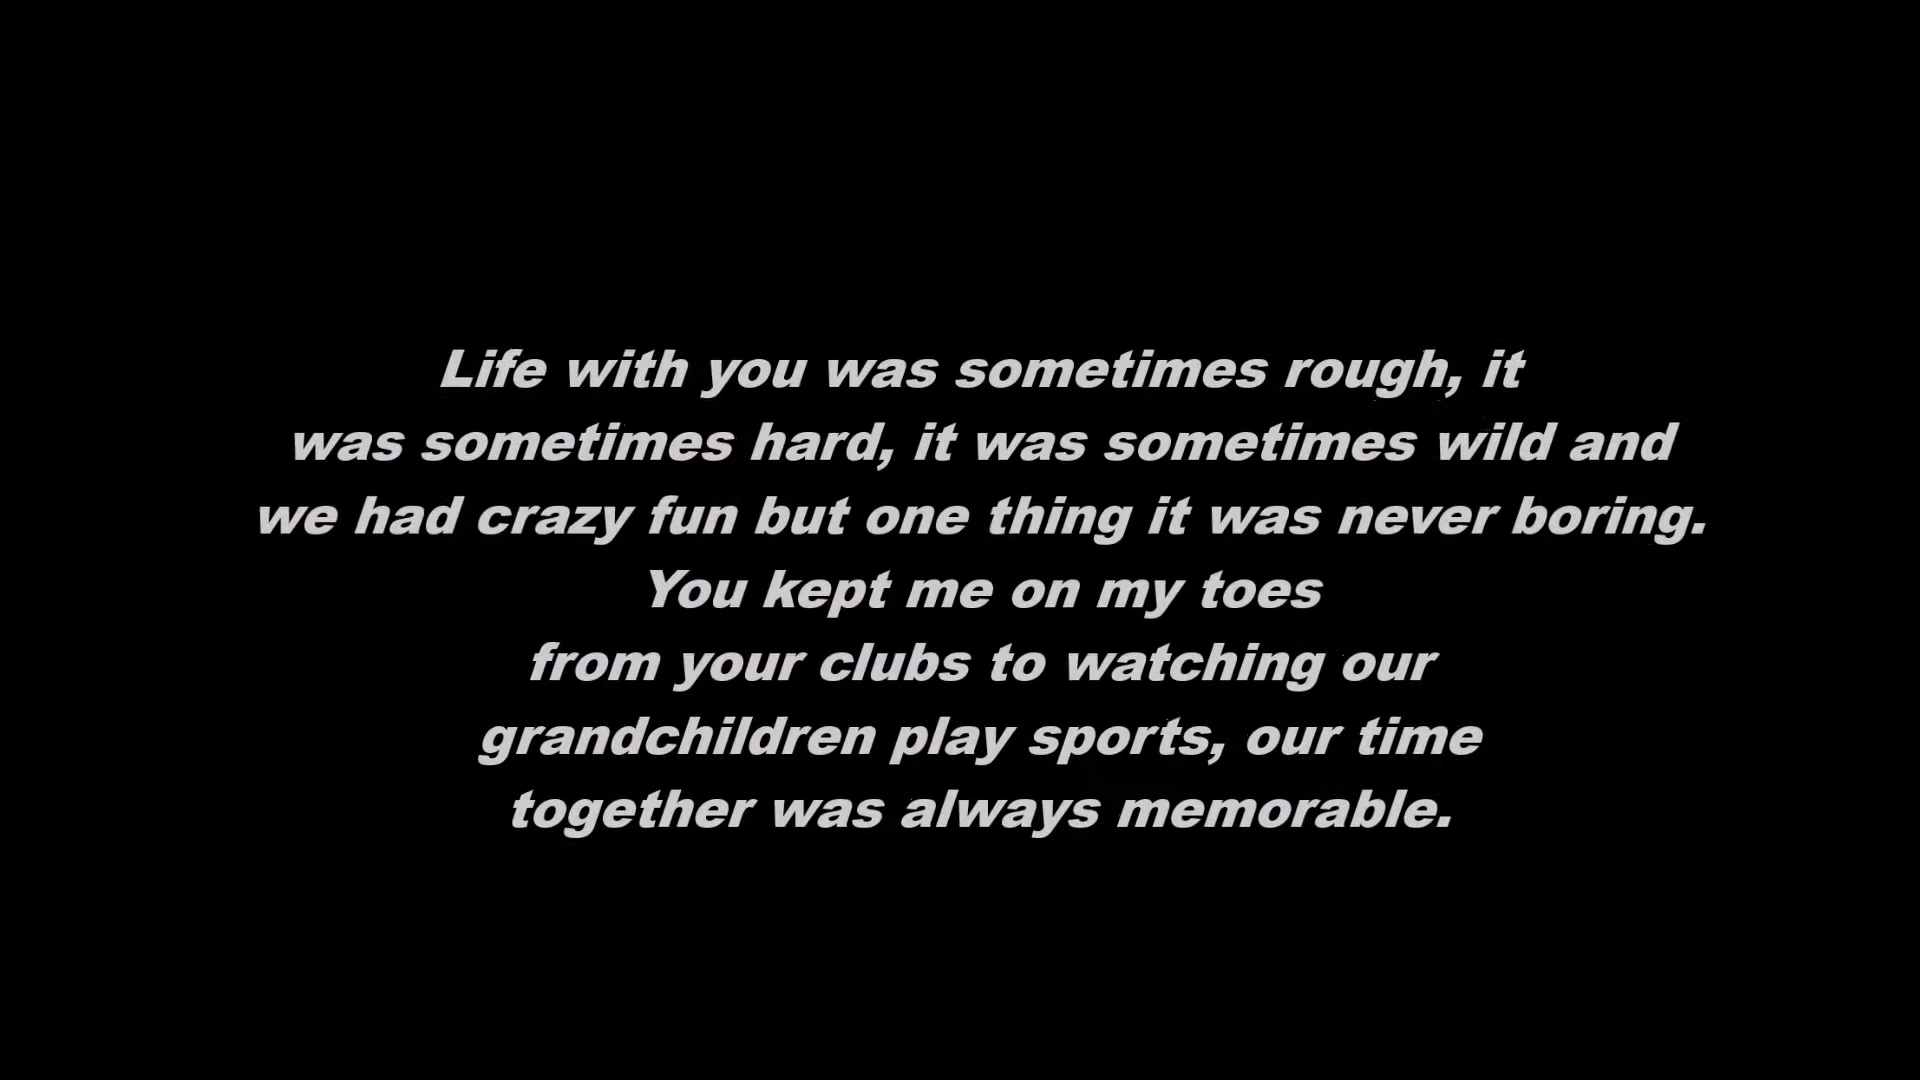 Life with you was sometimes rough, it
was sometimes hard, it was sometimes wild and
we had crazy fun but one thing it was never boring.
You kept me on my toes
from your clubs to watching our
grandchildren play sports, our time
together was always memorable.